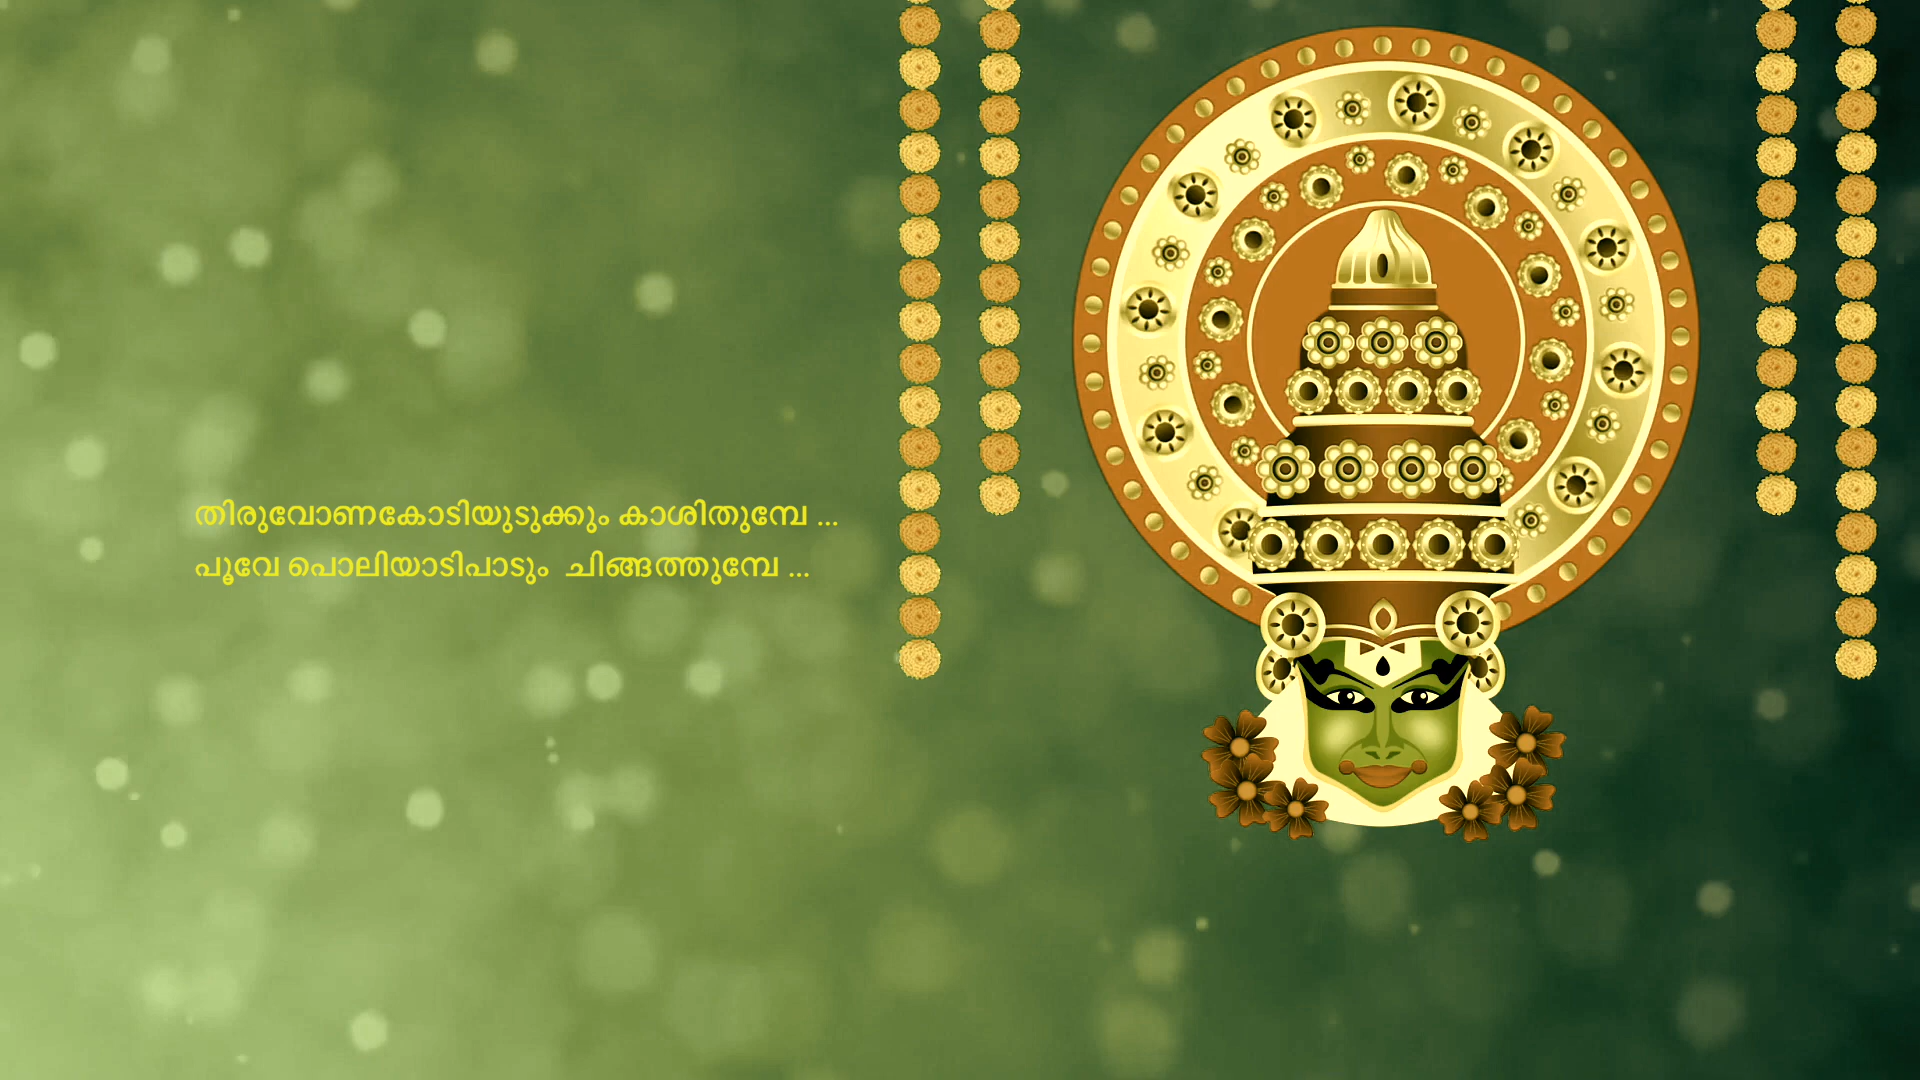 തിരുവോണകോടിയുടുക്കും കാശിതുമ്പേ ...
പൂവേ പൊലിയാടിപാടും ചിങ്ങത്തുമ്പേ ...